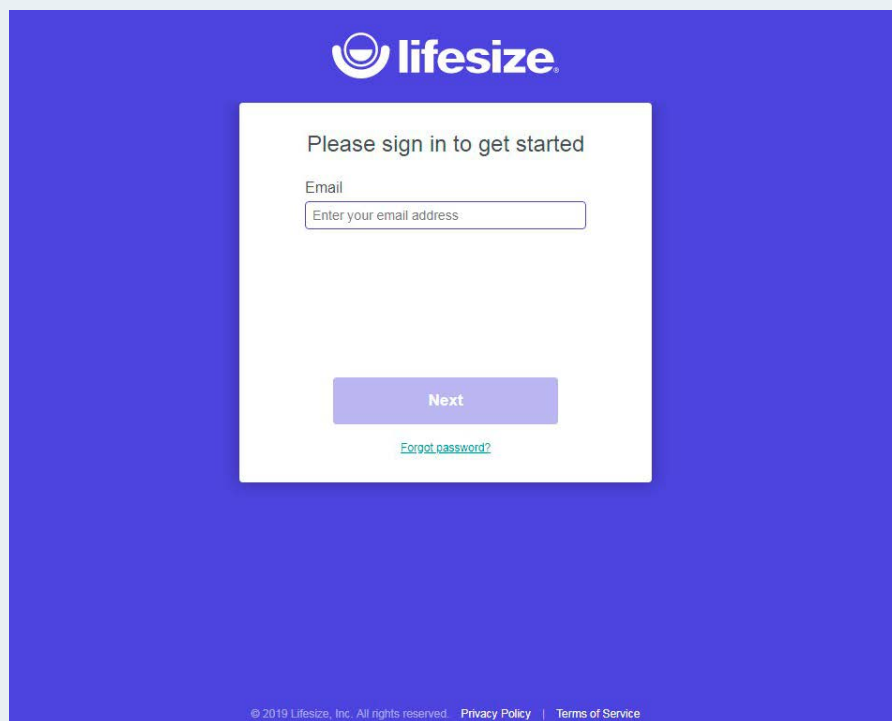 lifesize®
Please sign in to get started
Email
Enter your email address
Next
Forgot password?
© 2019 Lifesize, Inc. All rights reserved. Privacy Policy | Terms of Service